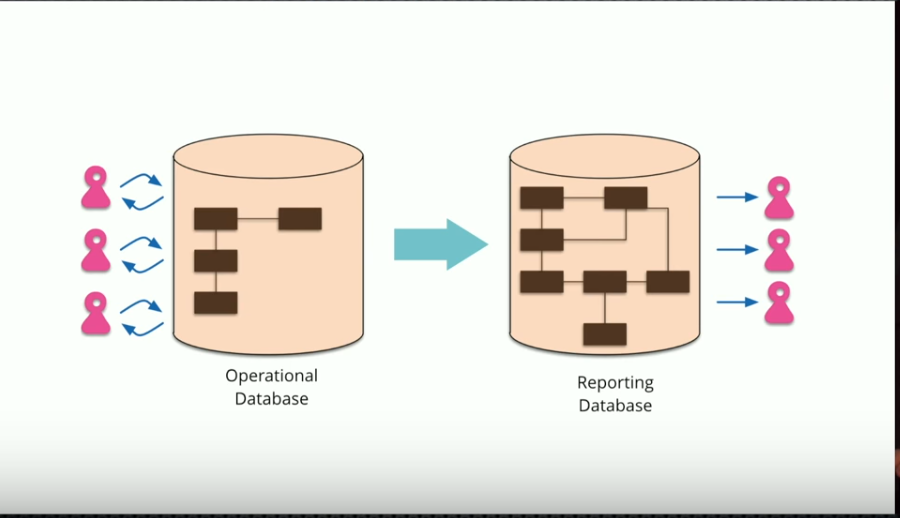 Operational
Database
Reporting
Database